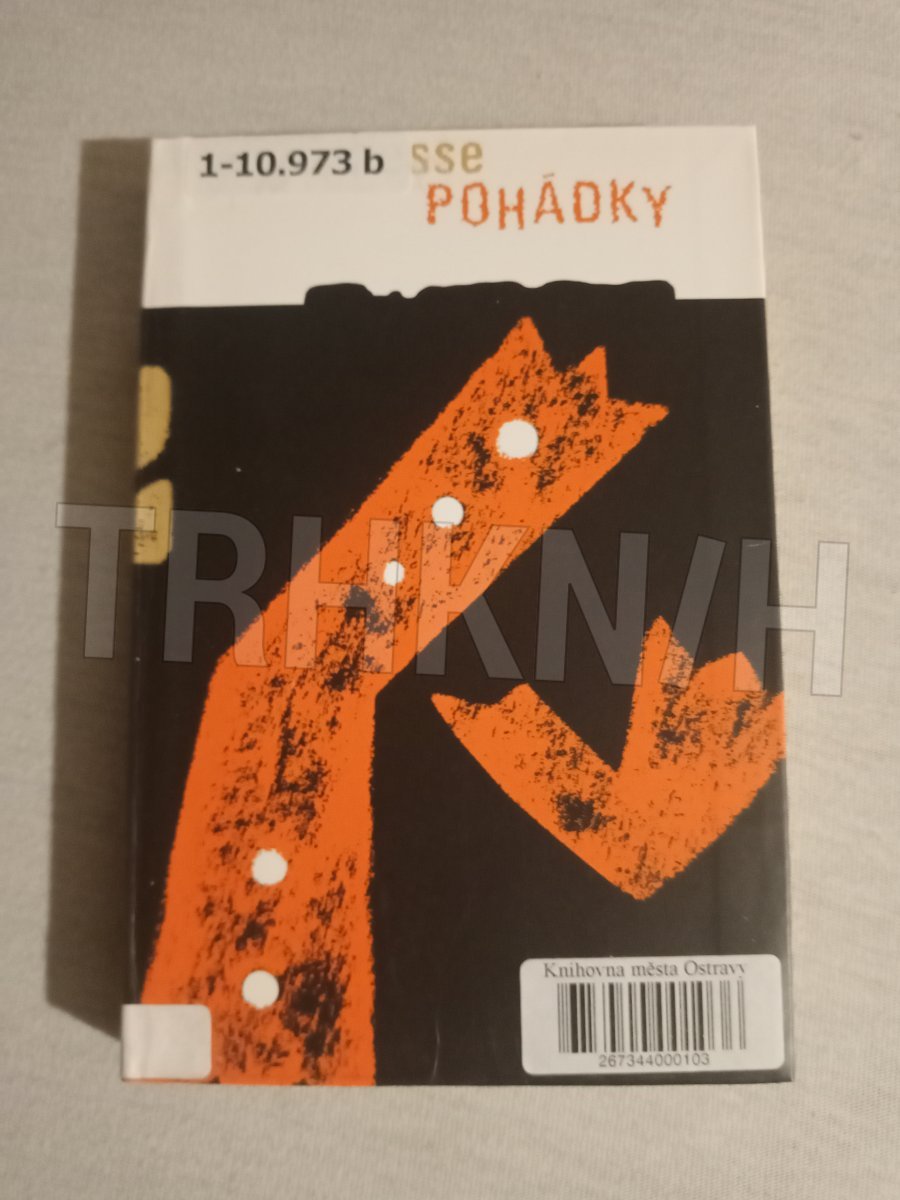 1-10.973 b sse
POHÁDKY
TRHKNIH
Knihovna města Ostravy
267344000103